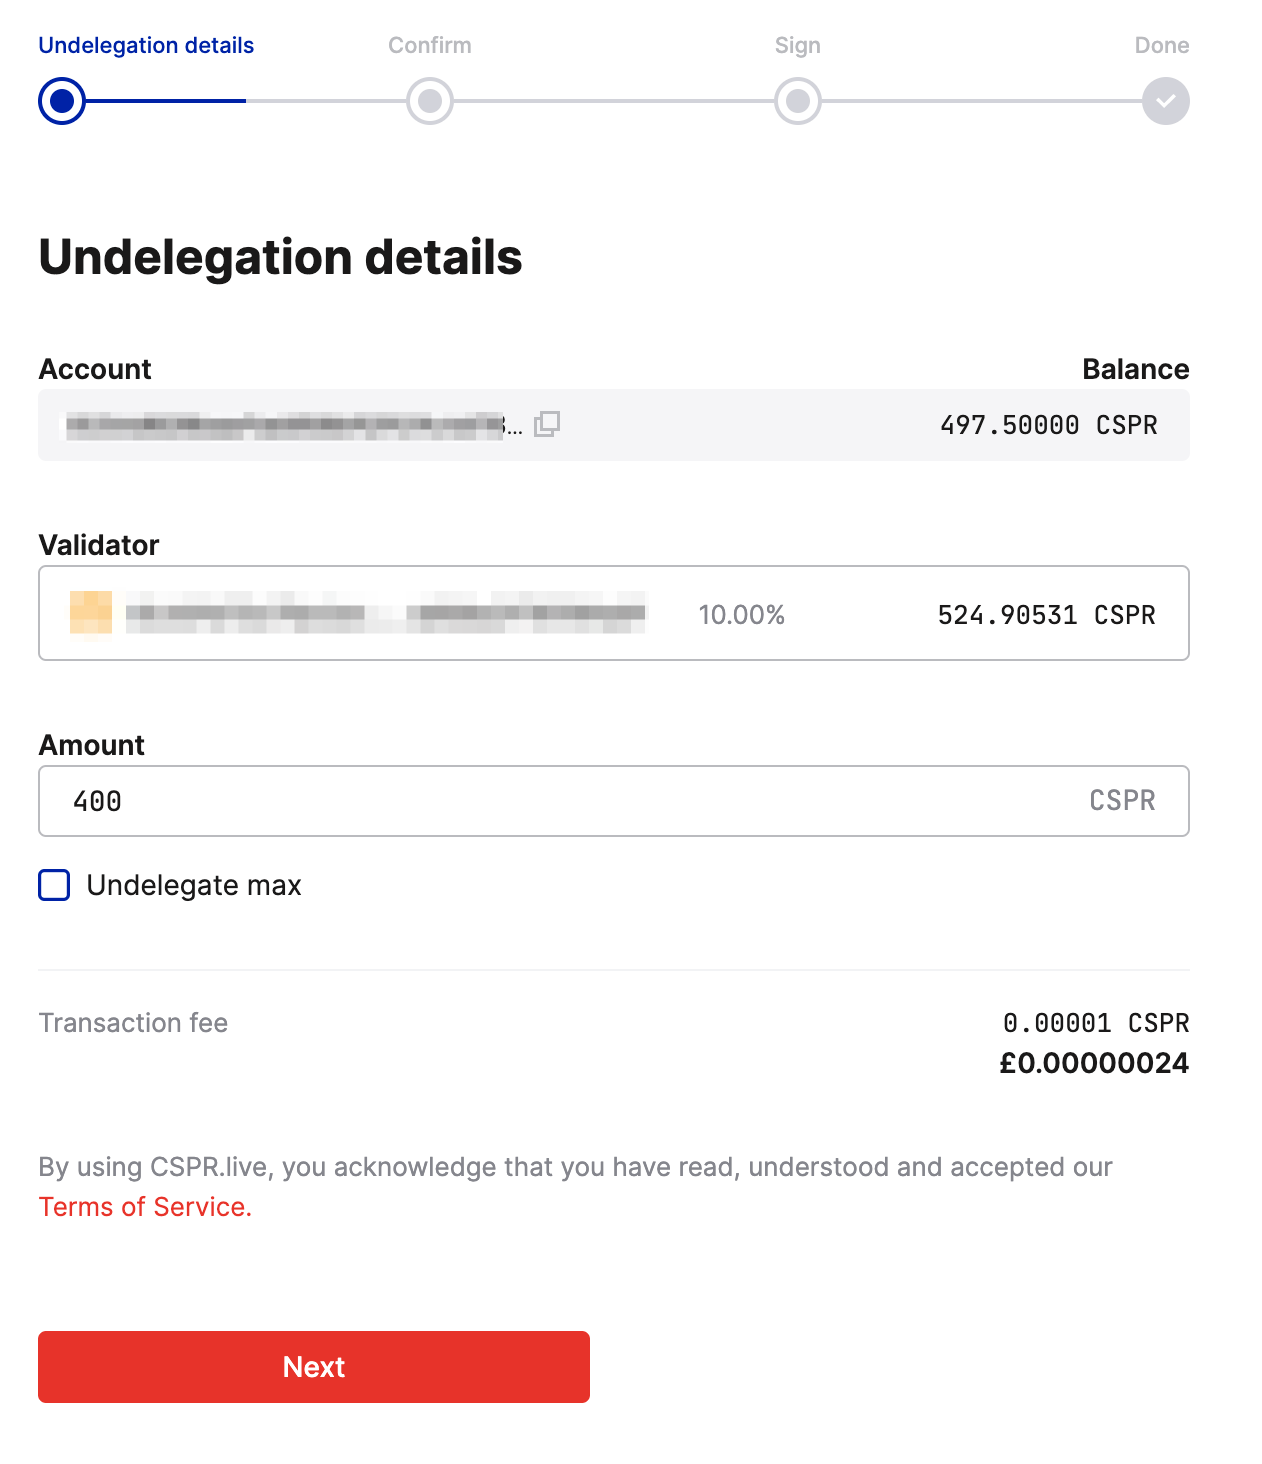 Undelegation details
Confirm
Sign
Done
Undelegation details
Account
Balance
...
497.50000 CSPR
Validator
10.00%
524.90531 CSPR
Amount
400
CSPR
Undelegate max
Transaction fee
0.00001 CSPR
£0.00000024
By using CSPR.live, you acknowledge that you have read, understood and accepted our
Terms of Service.
Next